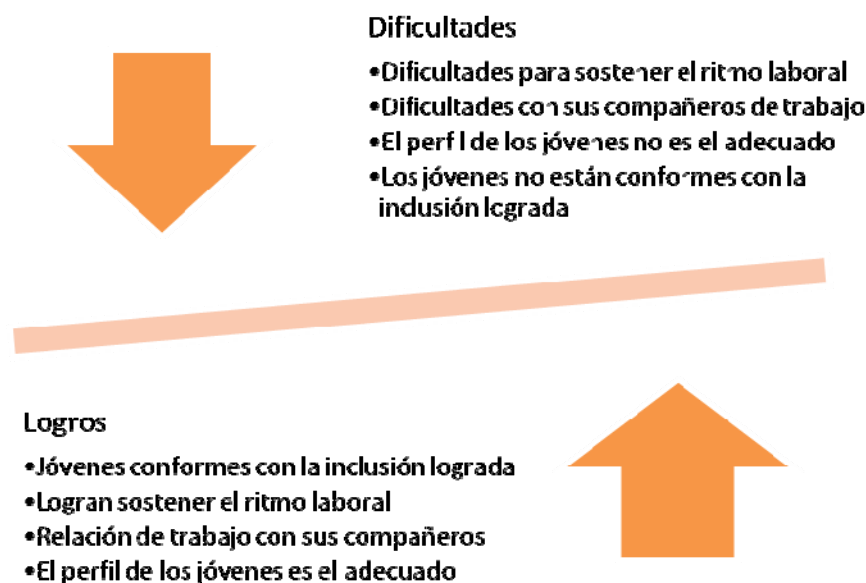 Dificultades
•Dificultades para sostener el ritmo laboral
•Dificultades con sus compañeros de trabajo
•El perfil de los jóvenes no es el adecuado
•Los jóvenes no están conformes con la
inclusión lograda
Logros
•Jóvenes conformes con la inclusión lograda
•Logran sostener el ritmo laboral
•Relación de trabajo con sus compañeros
•El perfil de los jóvenes es el adecuado